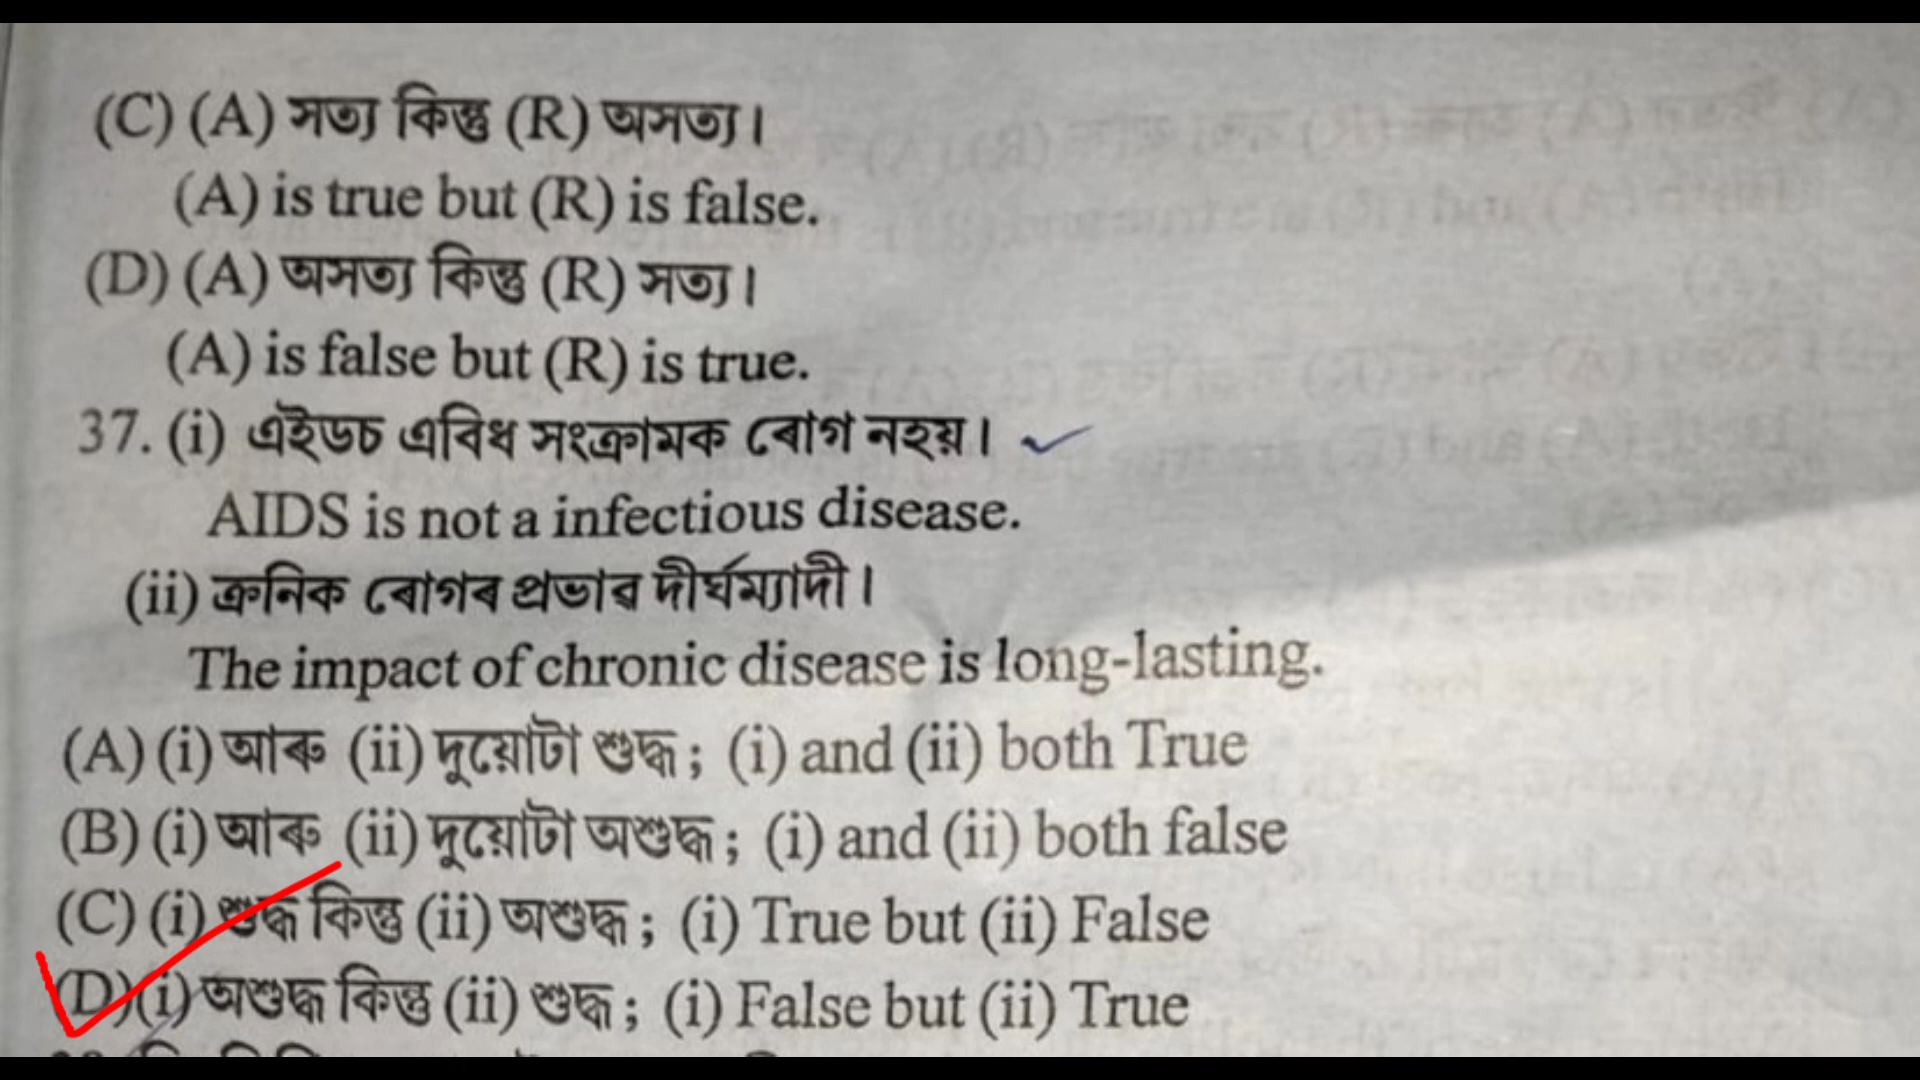 (C) (A) সত্য কিন্তু (R) অসত্য।
(A) is true but (R) is false.
(D) (A) অসত্য কিন্তু (R) সত্য।
(A) is false but (R) is true.
37. (i) এইডচ এবিধ সংক্ৰামক ৰোগ নহয়।
AIDS is not a infectious disease.
(ii) ক্ৰনিক ৰোগৰ প্ৰভাৱ দীৰ্ঘম্যাদী।
The impact of chronic disease is long-lasting.
(A) (i) আৰু (ii) দুয়োটা শুদ্ধ; (i) and (ii) both True
(B) (i) আৰু (ii) দুয়োটা অশুদ্ধ; (i) and (ii) both false
(C) (i) শুদ্ধ কিন্তু (ii) অশুদ্ধ; (i) True but (ii) False
(D) (i) অশুদ্ধ কিন্তু (ii) শুদ্ধ; (i) False but (ii) True